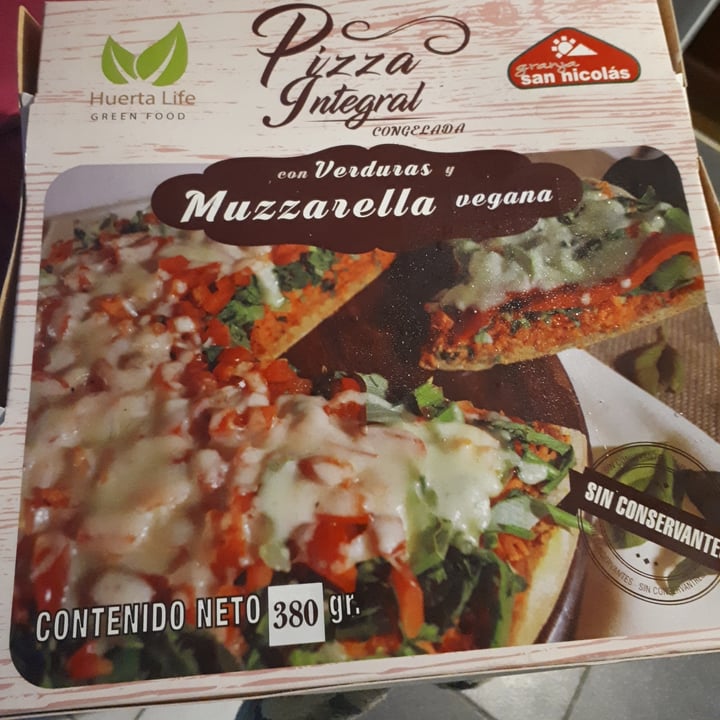 Huerta Life
GREEN FOOD
Pizza
Integral
CONGELADA
granja
san nicolás
con Verduras y
Muzzarella vegana
SIN CONSERVANTE
CONTENIDO NETO 380 gr.